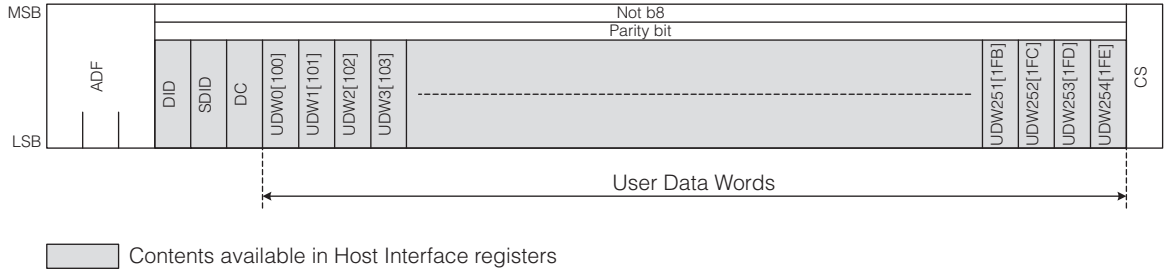 MSB
Not b8
Parity bit
ADF
DID
SDID
DC
UDW0[100]
UDW1[101]
UDW2[102]
UDW3[103]
UDW251[1FB]
UDW252[1FC]
UDW253[1FD]
UDW254[1FE]
CS
LSB
User Data Words
Contents available in Host Interface registers